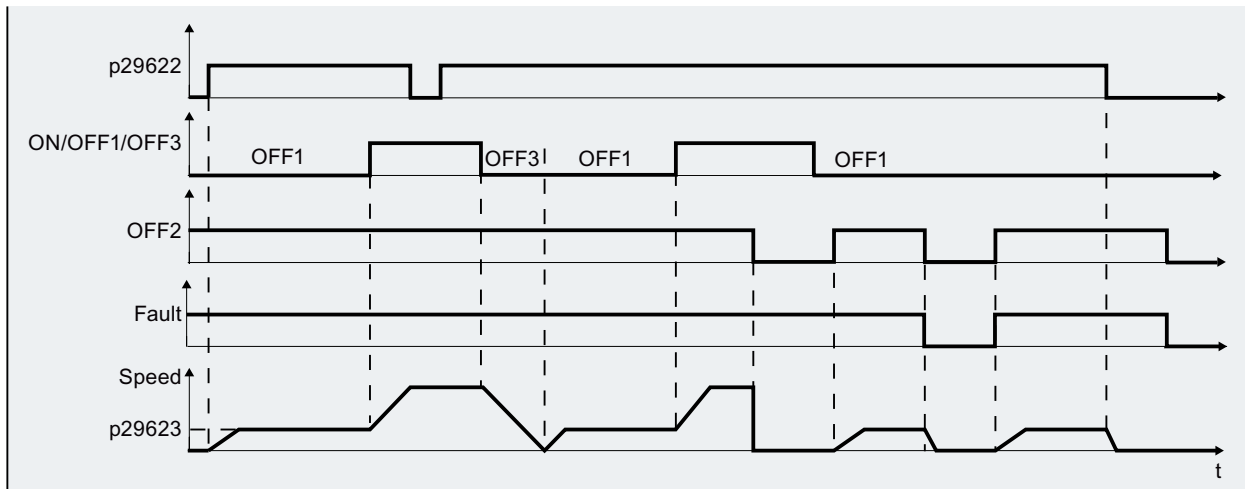 p29622
ON/OFF1/OFF3
OFF1
OFF3
OFF1
OFF1
OFF2
Fault
Speed
p29623
t